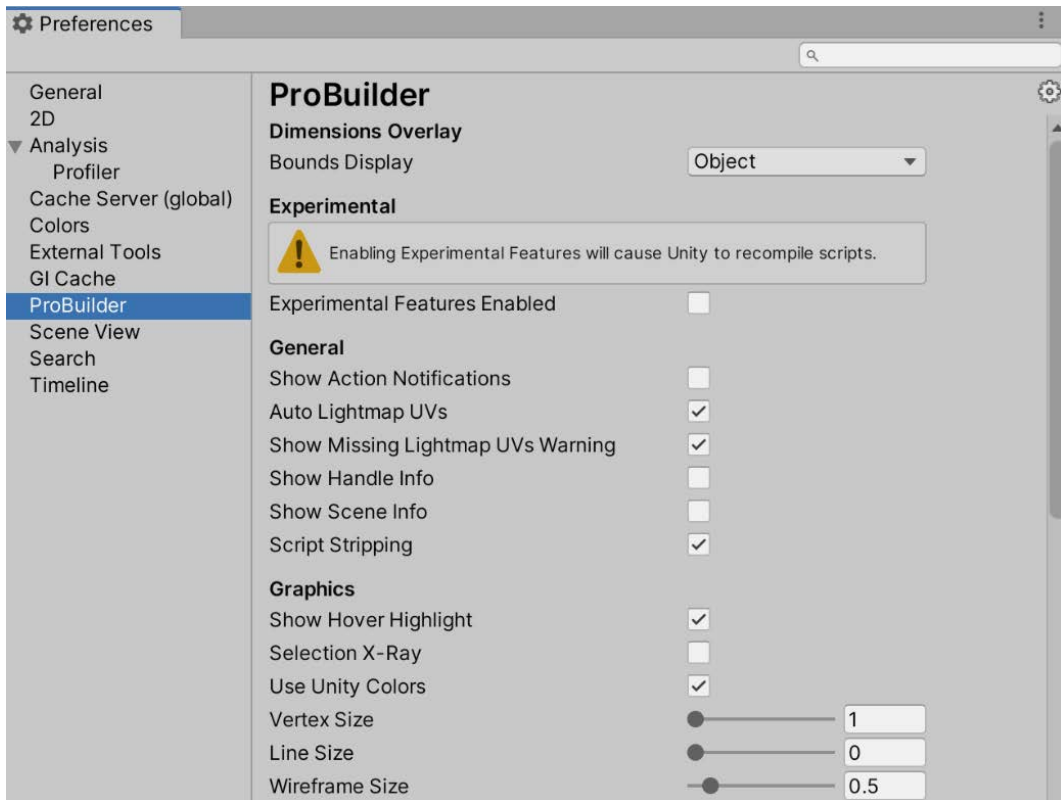 Preferences
General
2D
Analysis
Profiler
Cache Server (global)
Colors
External Tools
GI Cache
ProBuilder
Scene View
Search
Timeline
ProBuilder
Dimensions Overlay
Bounds Display Object
Experimental
Enabling Experimental Features will cause Unity to recompile scripts.
Experimental Features Enabled
General
Show Action Notifications
Auto Lightmap UVs
Show Missing Lightmap UVs Warning
Show Handle Info
Show Scene Info
Script Stripping
Graphics
Show Hover Highlight
Selection X-Ray
Use Unity Colors
Vertex Size 1
Line Size 0
Wireframe Size 0.5